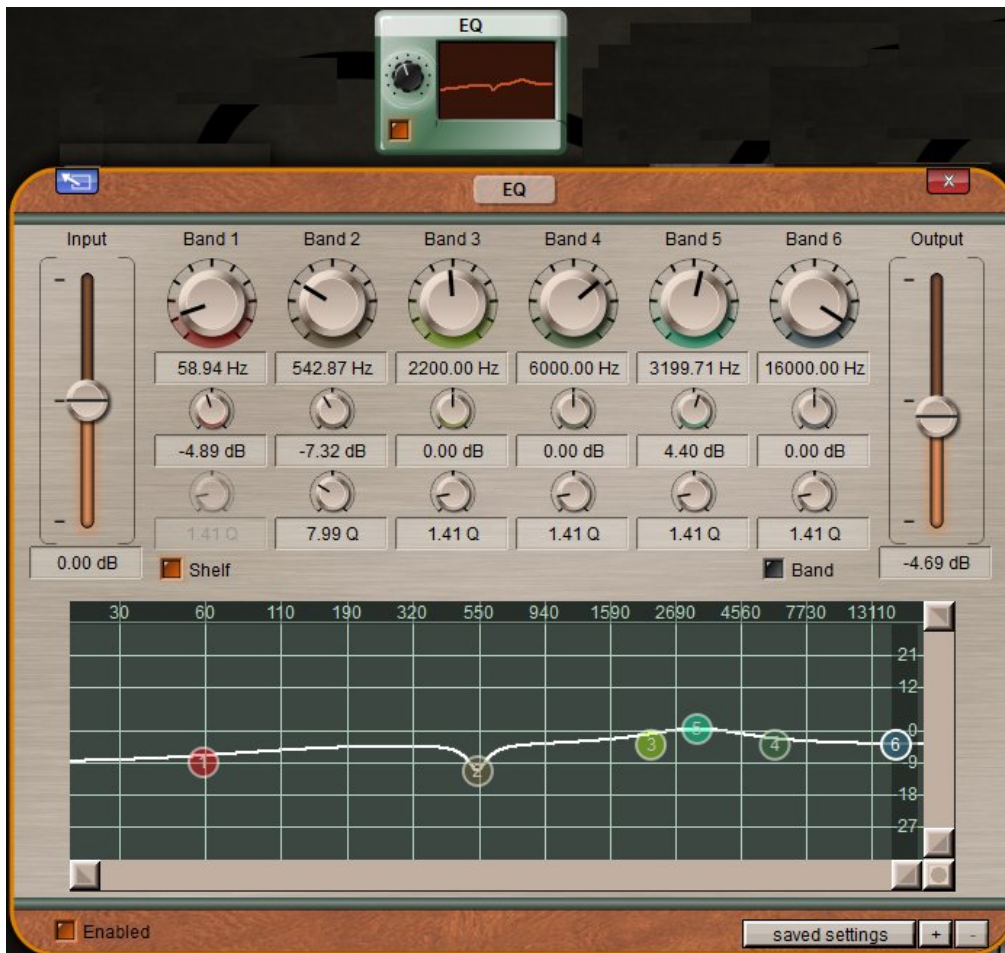 EQ
X
EQ
Input Band 1 Band 2 Band 3 Band 4 Band 5 Band 6 Output
58.94 Hz 542.87 Hz 2200.00 Hz 6000.00 Hz 3199.71 Hz 16000.00 Hz
-4.89 dB -7.32 dB 0.00 dB 0.00 dB 4.40 dB 0.00 dB
1.41 Q 7.99 Q 1.41 Q 1.41 Q 1.41 Q 1.41 Q
0.00 dB Shelf Band -4.69 dB
30 60 110 190 320 550 940 1590 2690 4560 7730 13110
21
12
0
9
18
27
1 2 3 5 4 6
Enabled saved settings + -